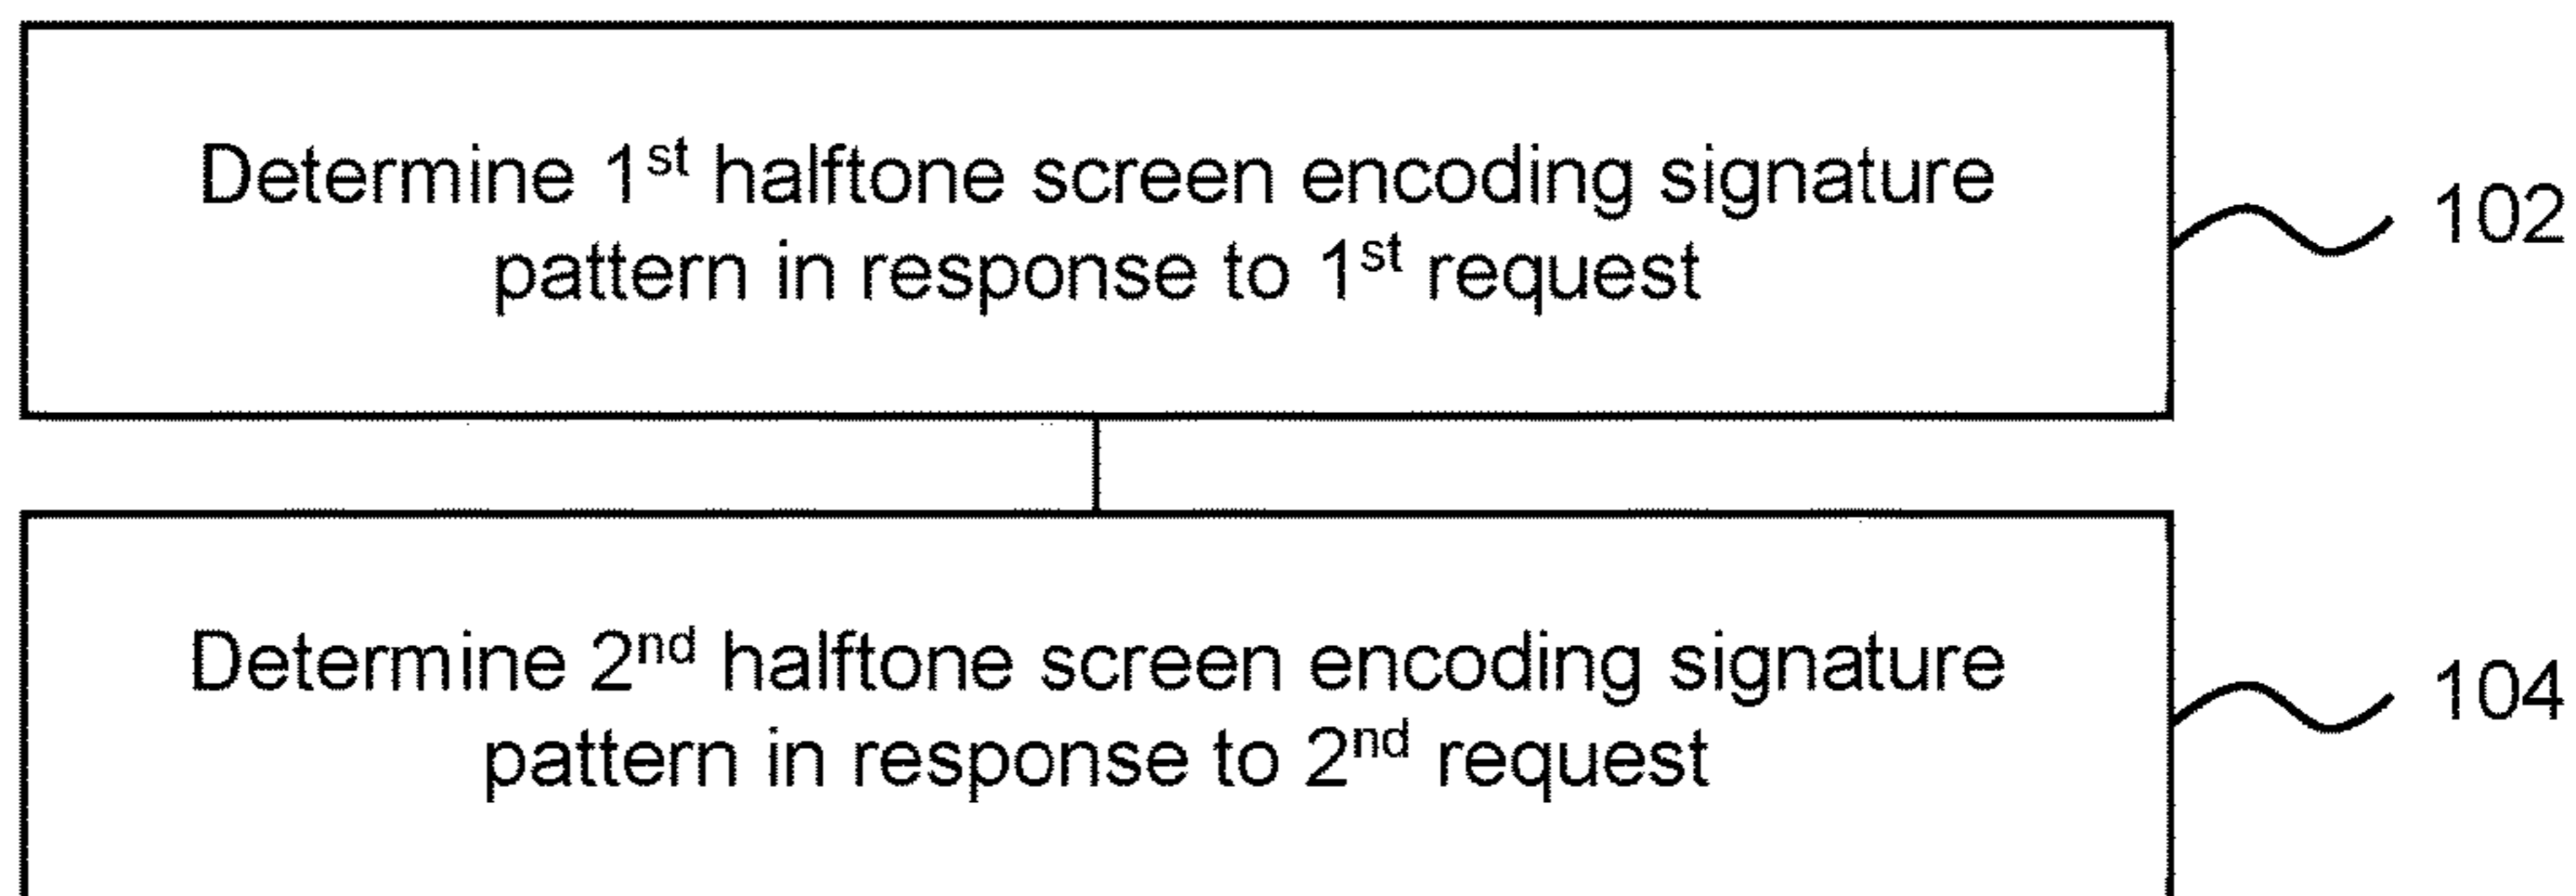 Determine 1st halftone screen encoding signature
pattern in response to 1st request
102
Determine 2nd halftone screen encoding signature
pattern in response to 2nd request
104